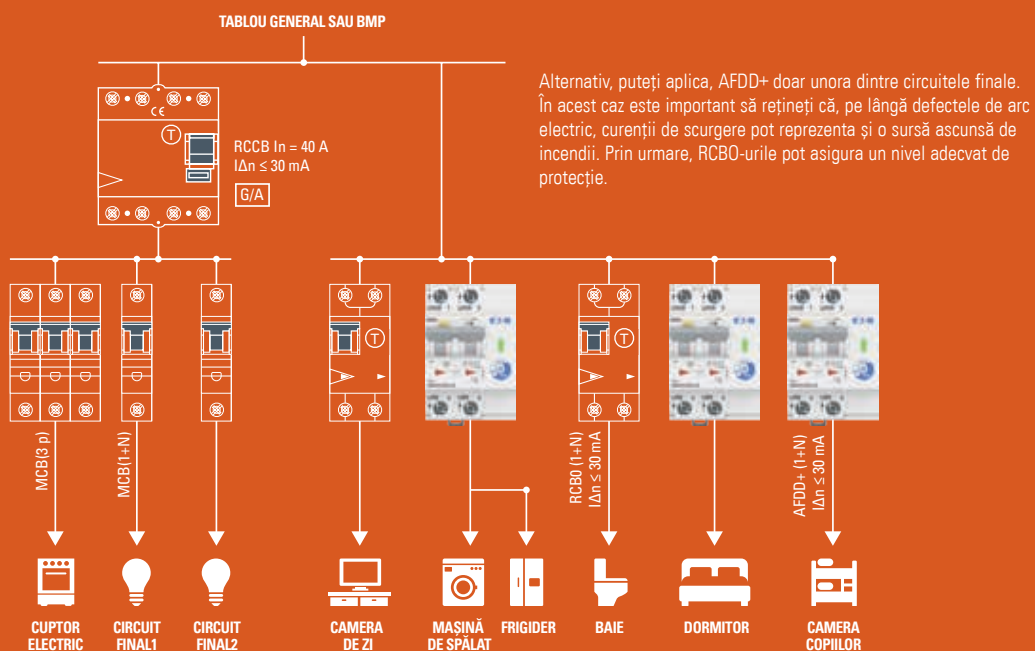 TABLOU GENERAL SAU BMP
Alternativ, puteți aplica, AFDD+ doar unora dintre circuitele finale.
În acest caz este important să rețineți că, pe lângă defectele de arc
electric, curenții de scurgere pot reprezenta și o sursă ascunsă de
incendii. Prin urmare, RCBO-urile pot asigura un nivel adecvat de
protecție.
CE
T
RCCB In = 40 A
I∆n ≤ 30 mA
G/A
T
T
MCB(3 p)
MCB(1+N)
RCBO (1+N)
I∆n ≤ 30 mA
AFDD+ (1+N)
I∆n ≤ 30 mA
CUPTOR
ELECTRIC
CIRCUIT
FINAL1
CIRCUIT
FINAL2
CAMERA
DE ZI
MAȘINĂ
DE SPĂLAT
FRIGIDER
BAIE
DORMITOR
CAMERA
COPIILOR